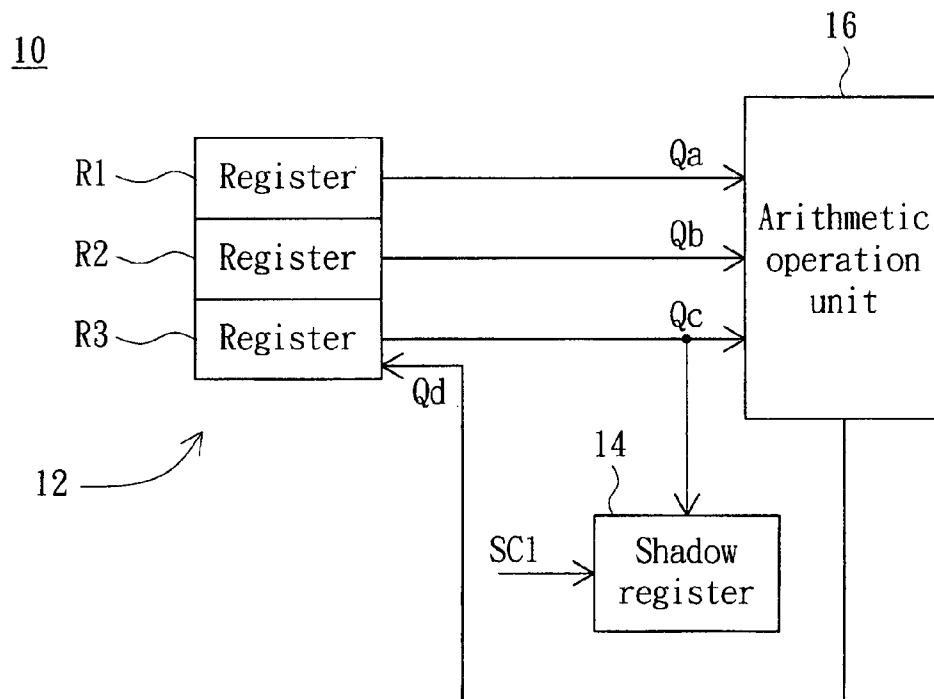 10
16
R1
Register
Qa
R2
Register
Qb
Arithmetic
operation
unit
R3
Register
Qc
Qd
12
14
SC1
Shadow
register